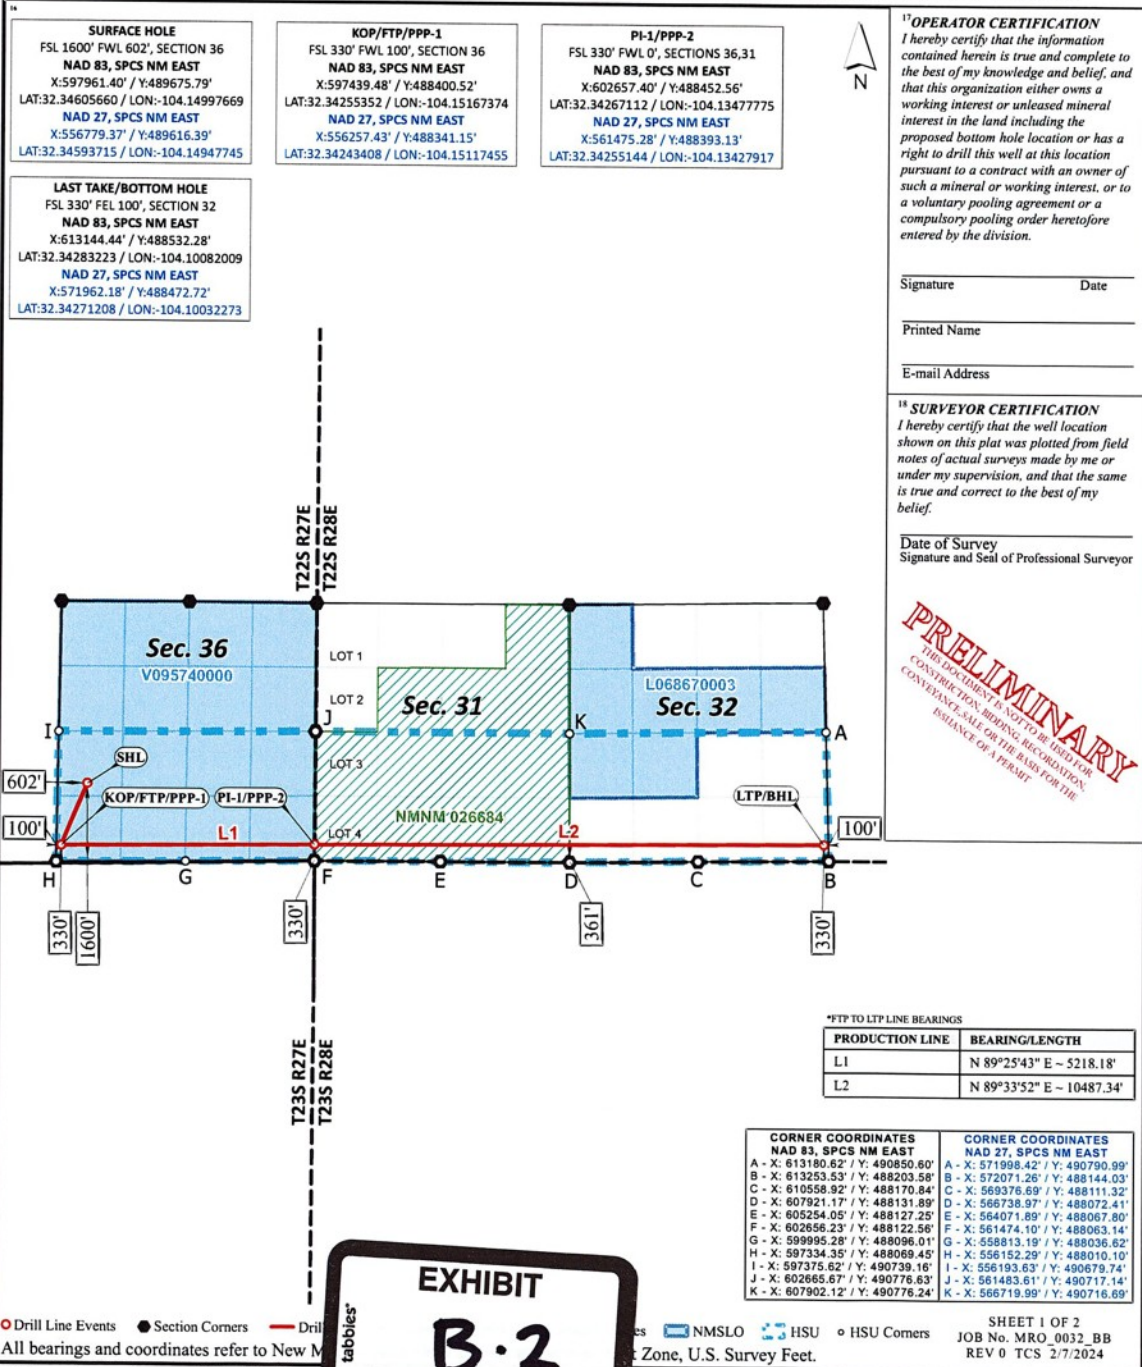 16
SURFACE HOLE
FSL 1600' FWL 602', SECTION 36
NAD 83, SPCS NM EAST
X:597961.40' / Y:489675.79'
LAT:32.34605660 / LON:-104.14997669
NAD 27, SPCS NM EAST
X:556779.37' / Y:489616.39'
LAT:32.34593715 / LON:-104.14947745
KOP/FTP/PPP-1
FSL 330' FWL 100', SECTION 36
NAD 83, SPCS NM EAST
X:597439.48' / Y:488400.52'
LAT:32.34255352 / LON:-104.15167374
NAD 27, SPCS NM EAST
X:556257.43' / Y:488341.15'
LAT:32.34243408 / LON:-104.15117455
PI-1/PPP-2
FSL 330' FWL 0', SECTIONS 36,31
NAD 83, SPCS NM EAST
X:602657.40' / Y:488452.56'
LAT:32.34267112 / LON:-104.13477775
NAD 27, SPCS NM EAST
X:561475.28' / Y:488393.13'
LAT:32.34255144 / LON:-104.13427917
LAST TAKE/BOTTOM HOLE
FSL 330' FEL 100', SECTION 32
NAD 83, SPCS NM EAST
X:613144.44' / Y:488532.28'
LAT:32.34283223 / LON:-104.10082009
NAD 27, SPCS NM EAST
X:571962.18' / Y:488472.72'
LAT:32.34271208 / LON:-104.10032273
N
17 OPERATOR CERTIFICATION
I hereby certify that the information
contained herein is true and complete to
the best of my knowledge and belief, and
that this organization either owns a
working interest or unleased mineral
interest in the land including the
proposed bottom hole location or has a
right to drill this well at this location
pursuant to a contract with an owner of
such a mineral or working interest, or to
a voluntary pooling agreement or a
compulsory pooling order heretofore
entered by the division.
Signature Date
Printed Name
E-mail Address
18 SURVEYOR CERTIFICATION
I hereby certify that the well location
shown on this plat was plotted from field
notes of actual surveys made by me or
under my supervision, and that the same
is true and correct to the best of my
belief.
Date of Survey
Signature and Seal of Professional Surveyor
PRELIMINARY
THIS DOCUMENT IS NOT TO BE USED FOR
CONSTRUCTION, BIDDING, RECORDATION,
CONVEYANCE, SALE OR THE BASIS FOR THE
ISSUANCE OF A PERMIT
T22S R27E
T22S R28E
Sec. 36
V095740000
LOT 1
LOT 2
LOT 3
LOT 4
Sec. 31
NMNM 026684
L068670003
Sec. 32
I
J
K
A
SHL
602'
KOP/FTP/PPP-1
PI-1/PPP-2
LTP/BHL
100'
L1
L2
100'
H
G
F
E
D
C
B
330'
1600'
330'
361'
330'
T23S R27E
T23S R28E
*FTP TO LTP LINE BEARINGS
PRODUCTION LINE BEARING/LENGTH
L1 N 89°25'43" E ~ 5218.18'
L2 N 89°33'52" E ~ 10487.34'
CORNER COORDINATES
NAD 83, SPCS NM EAST
A - X: 613180.62' / Y: 490850.60'
B - X: 613253.53' / Y: 488203.58'
C - X: 610558.92' / Y: 488170.84'
D - X: 607921.17' / Y: 488131.89'
E - X: 605254.05' / Y: 488127.25'
F - X: 602656.23' / Y: 488122.56'
G - X: 599995.28' / Y: 488096.01'
H - X: 597334.35' / Y: 488069.45'
I - X: 597375.62' / Y: 490739.16'
J - X: 602665.67' / Y: 490776.63'
K - X: 607902.12' / Y: 490776.24'
CORNER COORDINATES
NAD 27, SPCS NM EAST
A - X: 571998.42' / Y: 490790.99'
B - X: 572071.26' / Y: 488144.03'
C - X: 569376.69' / Y: 488111.32'
D - X: 566738.97' / Y: 488072.41'
E - X: 564071.89' / Y: 488067.80'
F - X: 561474.10' / Y: 488063.14'
G - X: 558813.19' / Y: 488036.62'
H - X: 556152.29' / Y: 488010.10'
I - X: 556193.63' / Y: 490679.74'
J - X: 561483.61' / Y: 490717.14'
K - X: 566719.99' / Y: 490716.69'
EXHIBIT
tabbies®
B.2
Drill Line Events Section Corners Dril es NMSLO HSU HSU Corners
All bearings and coordinates refer to New M t Zone, U.S. Survey Feet.
SHEET 1 OF 2
JOB No. MRO_0032_BB
REV 0 TCS 2/7/2024